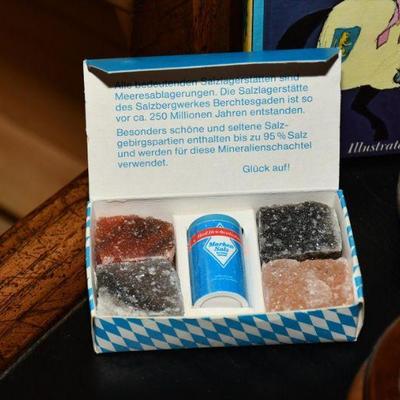 Alle bedeutenden Salzlagerstätten sind
Meeresablagerungen. Die Salzlagerstätte
des Salzbergwerkes Berchtesgaden ist so
vor ca. 250 Millionen Jahren entstanden.
Besonders schöne und seltene Salz-
gebirgspartien enthalten bis zu 95 % Salz
und werden für diese Mineralienschachtel
verwendet.
Glück auf!
Illustrate
Marken
Salz